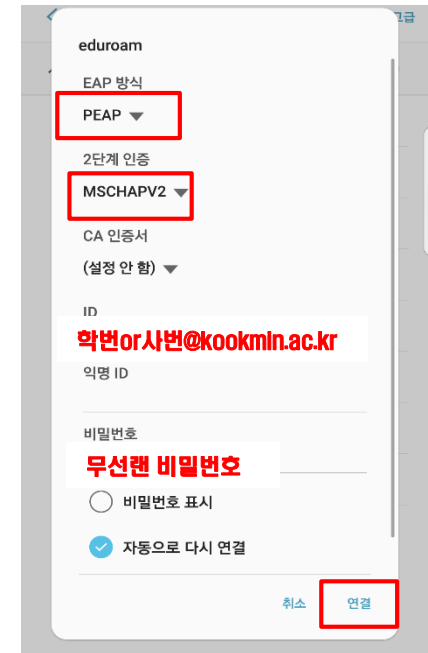 고급
eduroam
EAP 방식
PEAP
2단계 인증
MSCHAPV2
CA 인증서
(설정 안 함)
ID
학번or사번@kookmin.ac.kr
익명 ID
비밀번호
무선랜 비밀번호
비밀번호 표시
자동으로 다시 연결
취소
연결